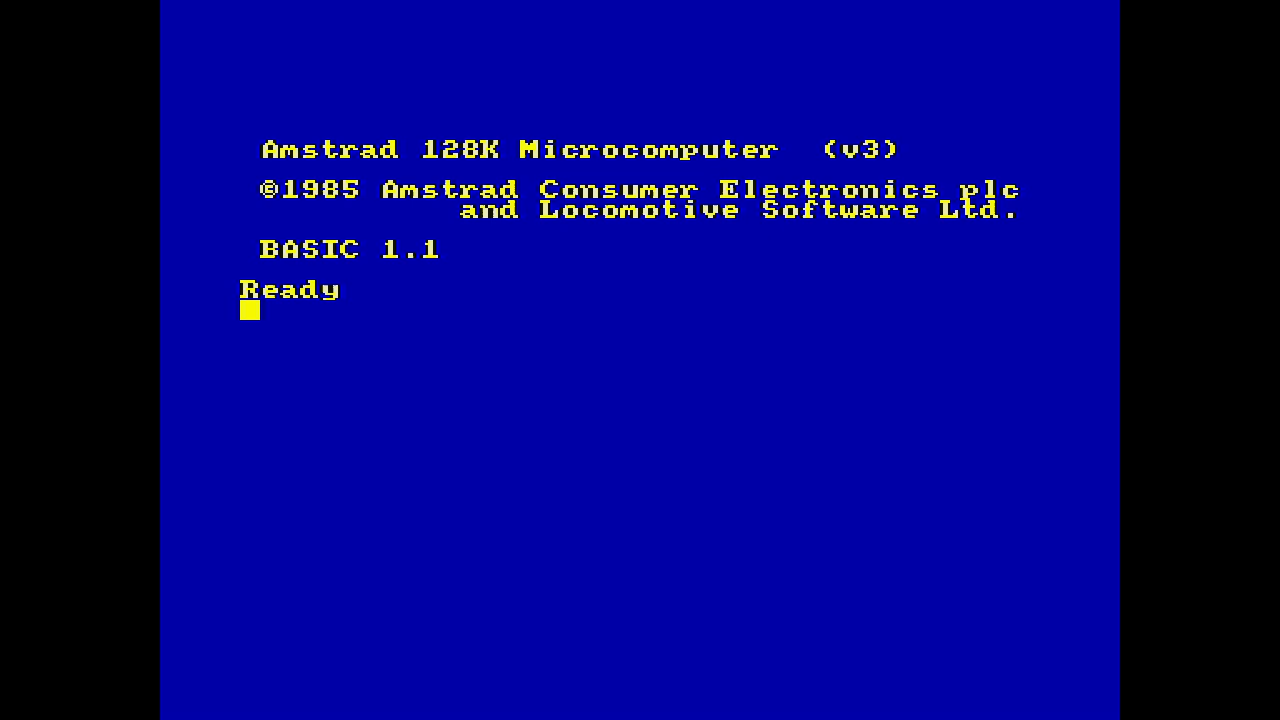 Amstrad 128K Microcomputer   (v3)
©1985 Amstrad Consumer Electronics plc
and Locomotive Software Ltd.
BASIC 1.1
Ready